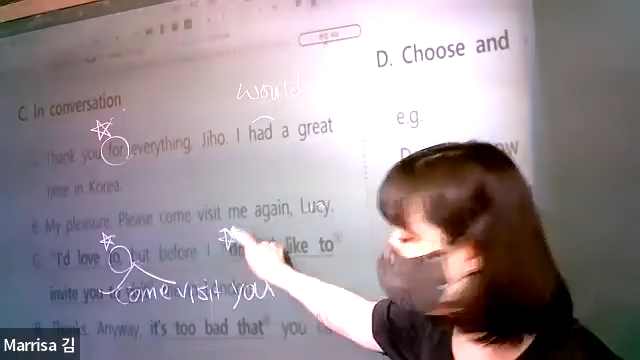 D. Choose and
C. In conversation
would
Thank you for everything. Jiho. I had a great
e.g.
time in Korea.
B My pleasure. Please come visit me again, Lucy.
I'd love to but before I like to
invite you to
come visit you
Thanks. Anyway, it's too bad that you
Marrisa 김